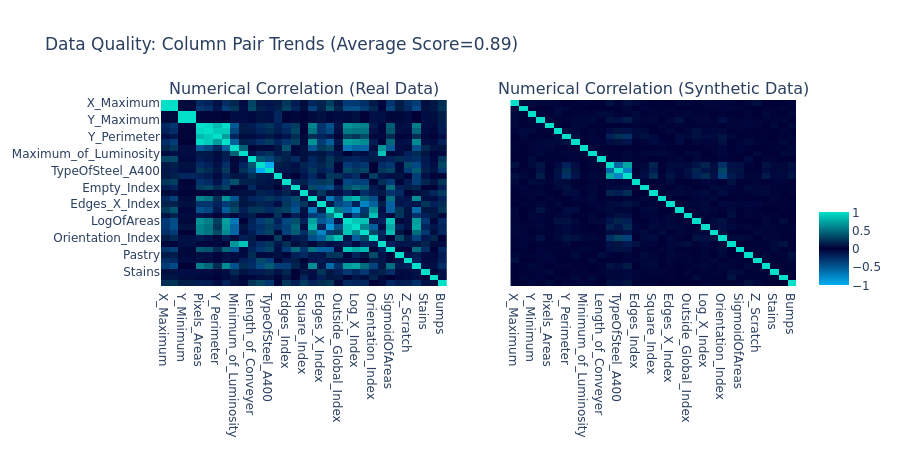 Data Quality: Column Pair Trends (Average Score=0.89)
Numerical Correlation (Real Data)
Numerical Correlation (Synthetic Data)
X_Maximum
Y_Maximum
Y_Perimeter
Maximum_of_Luminosity
TypeOfSteel_A400
Empty_Index
Edges_X_Index
LogOfAreas
Orientation_Index
Pastry
Stains
1
0.5
0
−0.5
−1
X_Maximum
Y_Minimum
Pixels_Areas
Y_Perimeter
Minimum_of_Luminosity
Length_of_Conveyer
TypeOfSteel_A400
Edges_Index
Square_Index
Edges_X_Index
Outside_Global_Index
Log_X_Index
Orientation_Index
SigmoidOfAreas
Z_Scratch
Stains
Bumps
X_Maximum
Y_Minimum
Pixels_Areas
Y_Perimeter
Minimum_of_Luminosity
Length_of_Conveyer
TypeOfSteel_A400
Edges_Index
Square_Index
Edges_X_Index
Outside_Global_Index
Log_X_Index
Orientation_Index
SigmoidOfAreas
Z_Scratch
Stains
Bumps